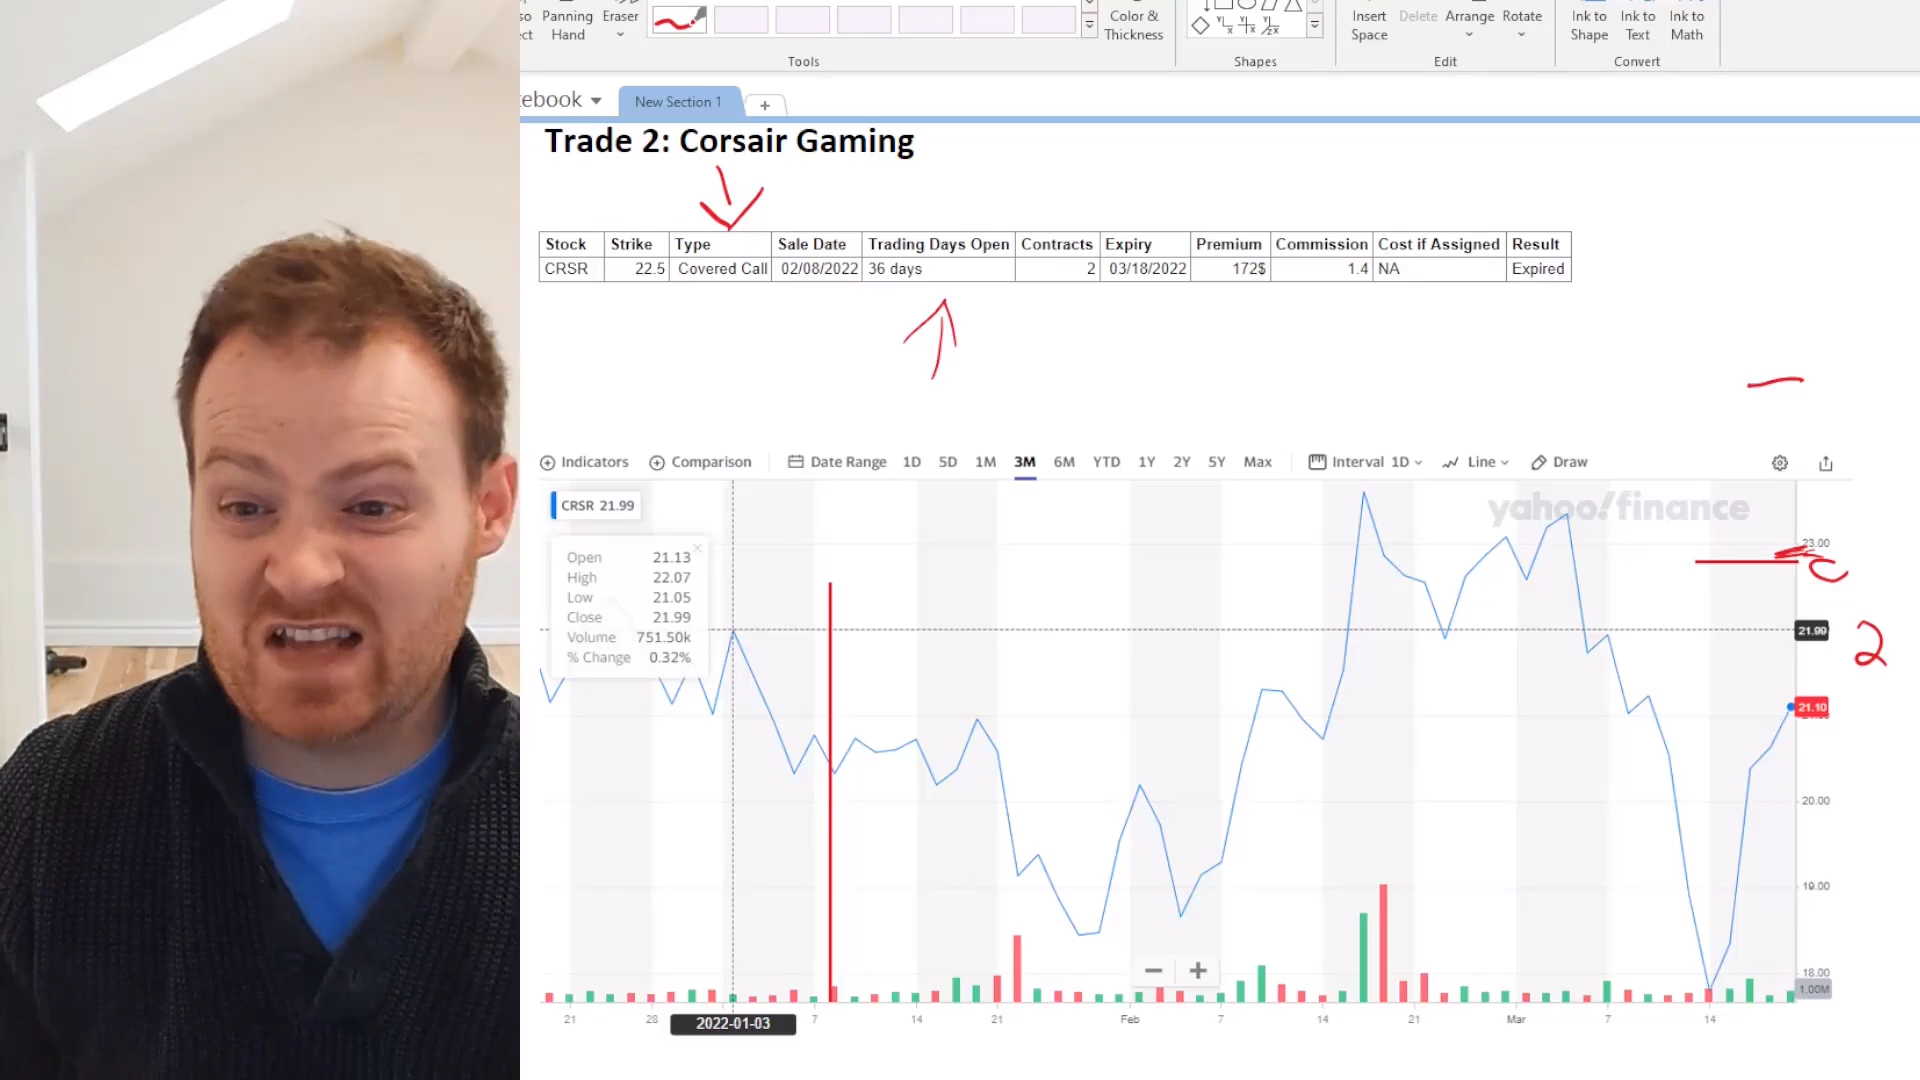 Panning Eraser
Hand
Color &
Thickness
Insert Delete Arrange Rotate
Space
Ink to Ink to Ink to
Shape Text Math
Tools Shapes Edit Convert
ebook New Section 1 +
Trade 2: Corsair Gaming
Stock Strike Type Sale Date Trading Days Open Contracts Expiry Premium Commission Cost if Assigned Result
CRSR 22.5 Covered Call 02/08/2022 36 days 2 03/18/2022 172$ 1.4 NA Expired
Indicators Comparison Date Range 1D 5D 1M 3M 6M YTD 1Y 2Y 5Y Max Interval 1D Line Draw
CRSR 21.99
yahoo!finance
Open 21.13
High 22.07
Low 21.05
Close 21.99
Volume 751.50k
% Change 0.32%
23.00
21.99
2
21.10
20.00
19.00
18.00
1.00M
21 28 2022-01-03 7 14 21 Feb 7 14 21 Mar 7 14